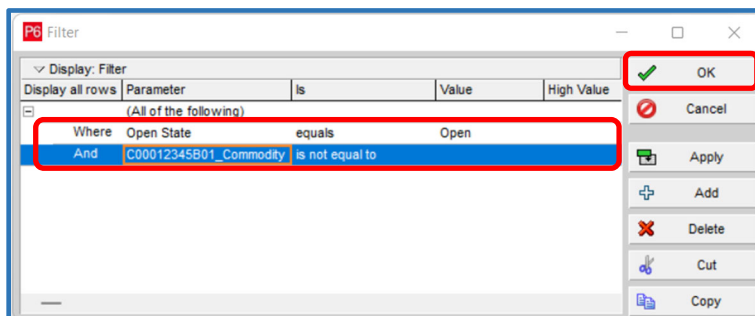 P6 Filter
Display: Filter
Display all rows Parameter Is Value High Value
(All of the following)
Where Open State equals Open
And C00012345B01_Commodity is not equal to
OK
Cancel
Apply
Add
Delete
Cut
Copy